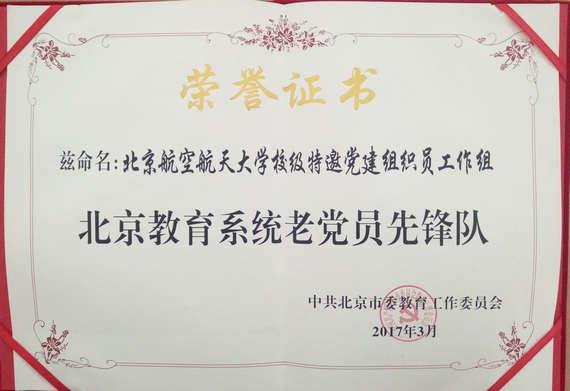 荣誉证书
兹命名：北京航空航天大学校级特邀党建组织员工作组
北京教育系统老党员先锋队
中共北京市委教育工作委员会
2017年3月